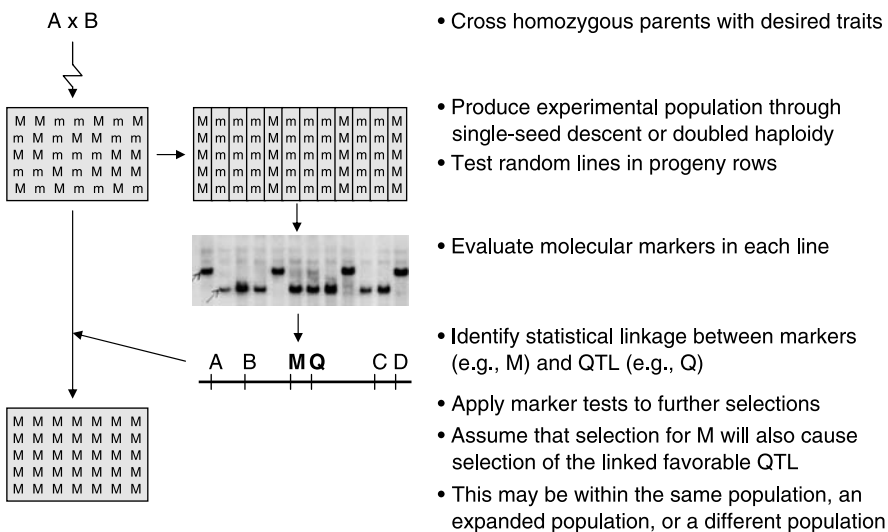 A x B
• Cross homozygous parents with desired traits
• Produce experimental population through
single-seed descent or doubled haploidy
• Test random lines in progeny rows
M M m m M m M
M m m m M m m m M m m M
M m m m M m m m M m m M
M m m m M m m m M m m M
M m m m M m m m M m m M
M m m m M m m m M m m M
• Evaluate molecular markers in each line
• Identify statistical linkage between markers
(e.g., M) and QTL (e.g., Q)
A B M Q C D
• Apply marker tests to further selections
• Assume that selection for M will also cause
selection of the linked favorable QTL
• This may be within the same population, an
expanded population, or a different population
M M M M M M M
M M M M M M M
M M M M M M M
M M M M M M M
M M M M M M M